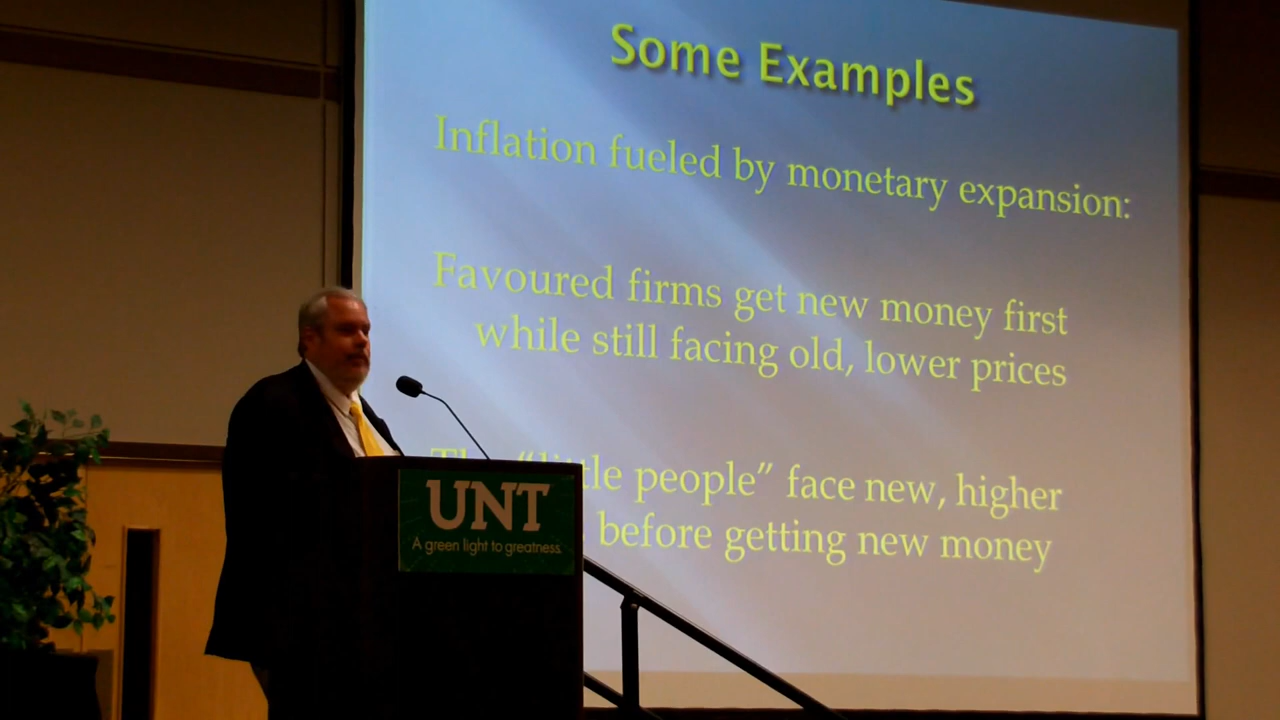 Some Examples
Inflation fueled by monetary expansion:
Favoured firms get new money first
while still facing old, lower prices
"little people" face new, higher
before getting new money
UNT
A green light to greatness.